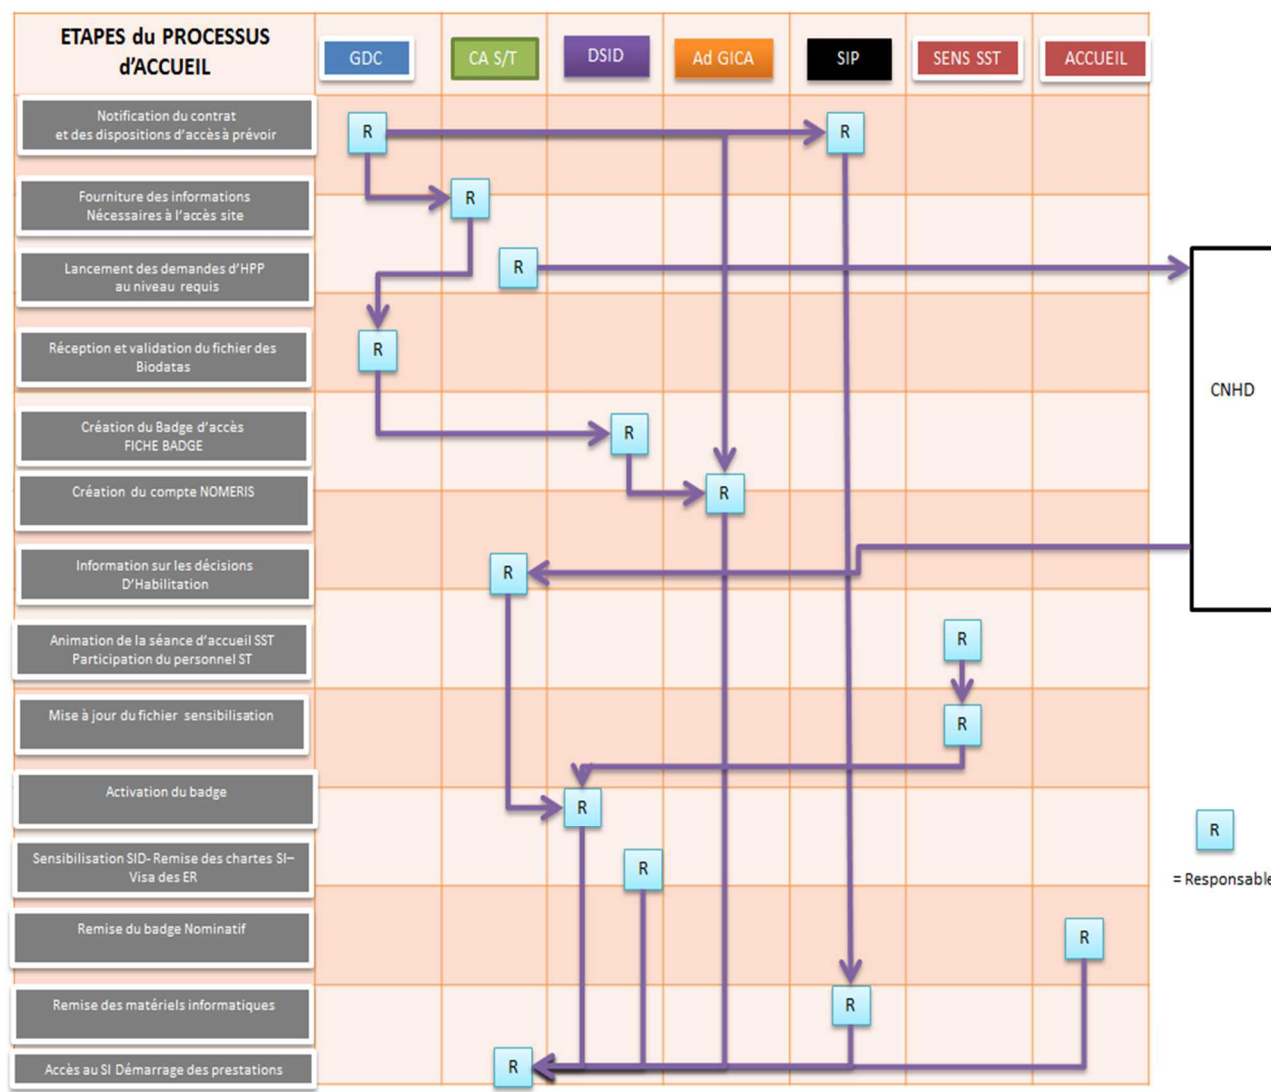 ETAPES du PROCESSUS
d'ACCUEIL
GDC
CA S/T
DSID
Ad GICA
SIP
SENS SST
ACCUEIL
Notification du contrat
et des dispositions d'accès à prévoir
R
R
Fourniture des informations
Nécessaires à l'accès site
R
Lancement des demandes d'HPP
au niveau requis
R
Réception et validation du fichier des
Biodatas
R
CNHD
Création du Badge d'accès
FICHE BADGE
R
Création du compte NOMERIS
R
Information sur les décisions
D'Habilitation
R
Animation de la séance d'accueil SST
Participation du personnel ST
R
Mise à jour du fichier sensibilisation
R
Activation du badge
R
R
= Responsable
Sensibilisation SID- Remise des chartes SI–
Visa des ER
R
Remise du badge Nominatif
R
Remise des matériels informatiques
R
Accès au SI Démarrage des prestations
R